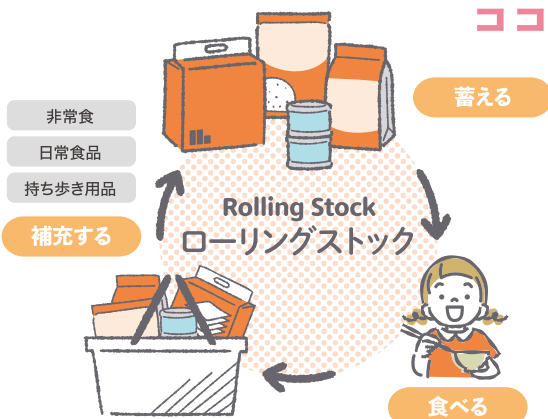 ココ
蓄える
非常食
日常食品
持ち歩き用品
補充する
Rolling Stock
ローリングストック
食べる